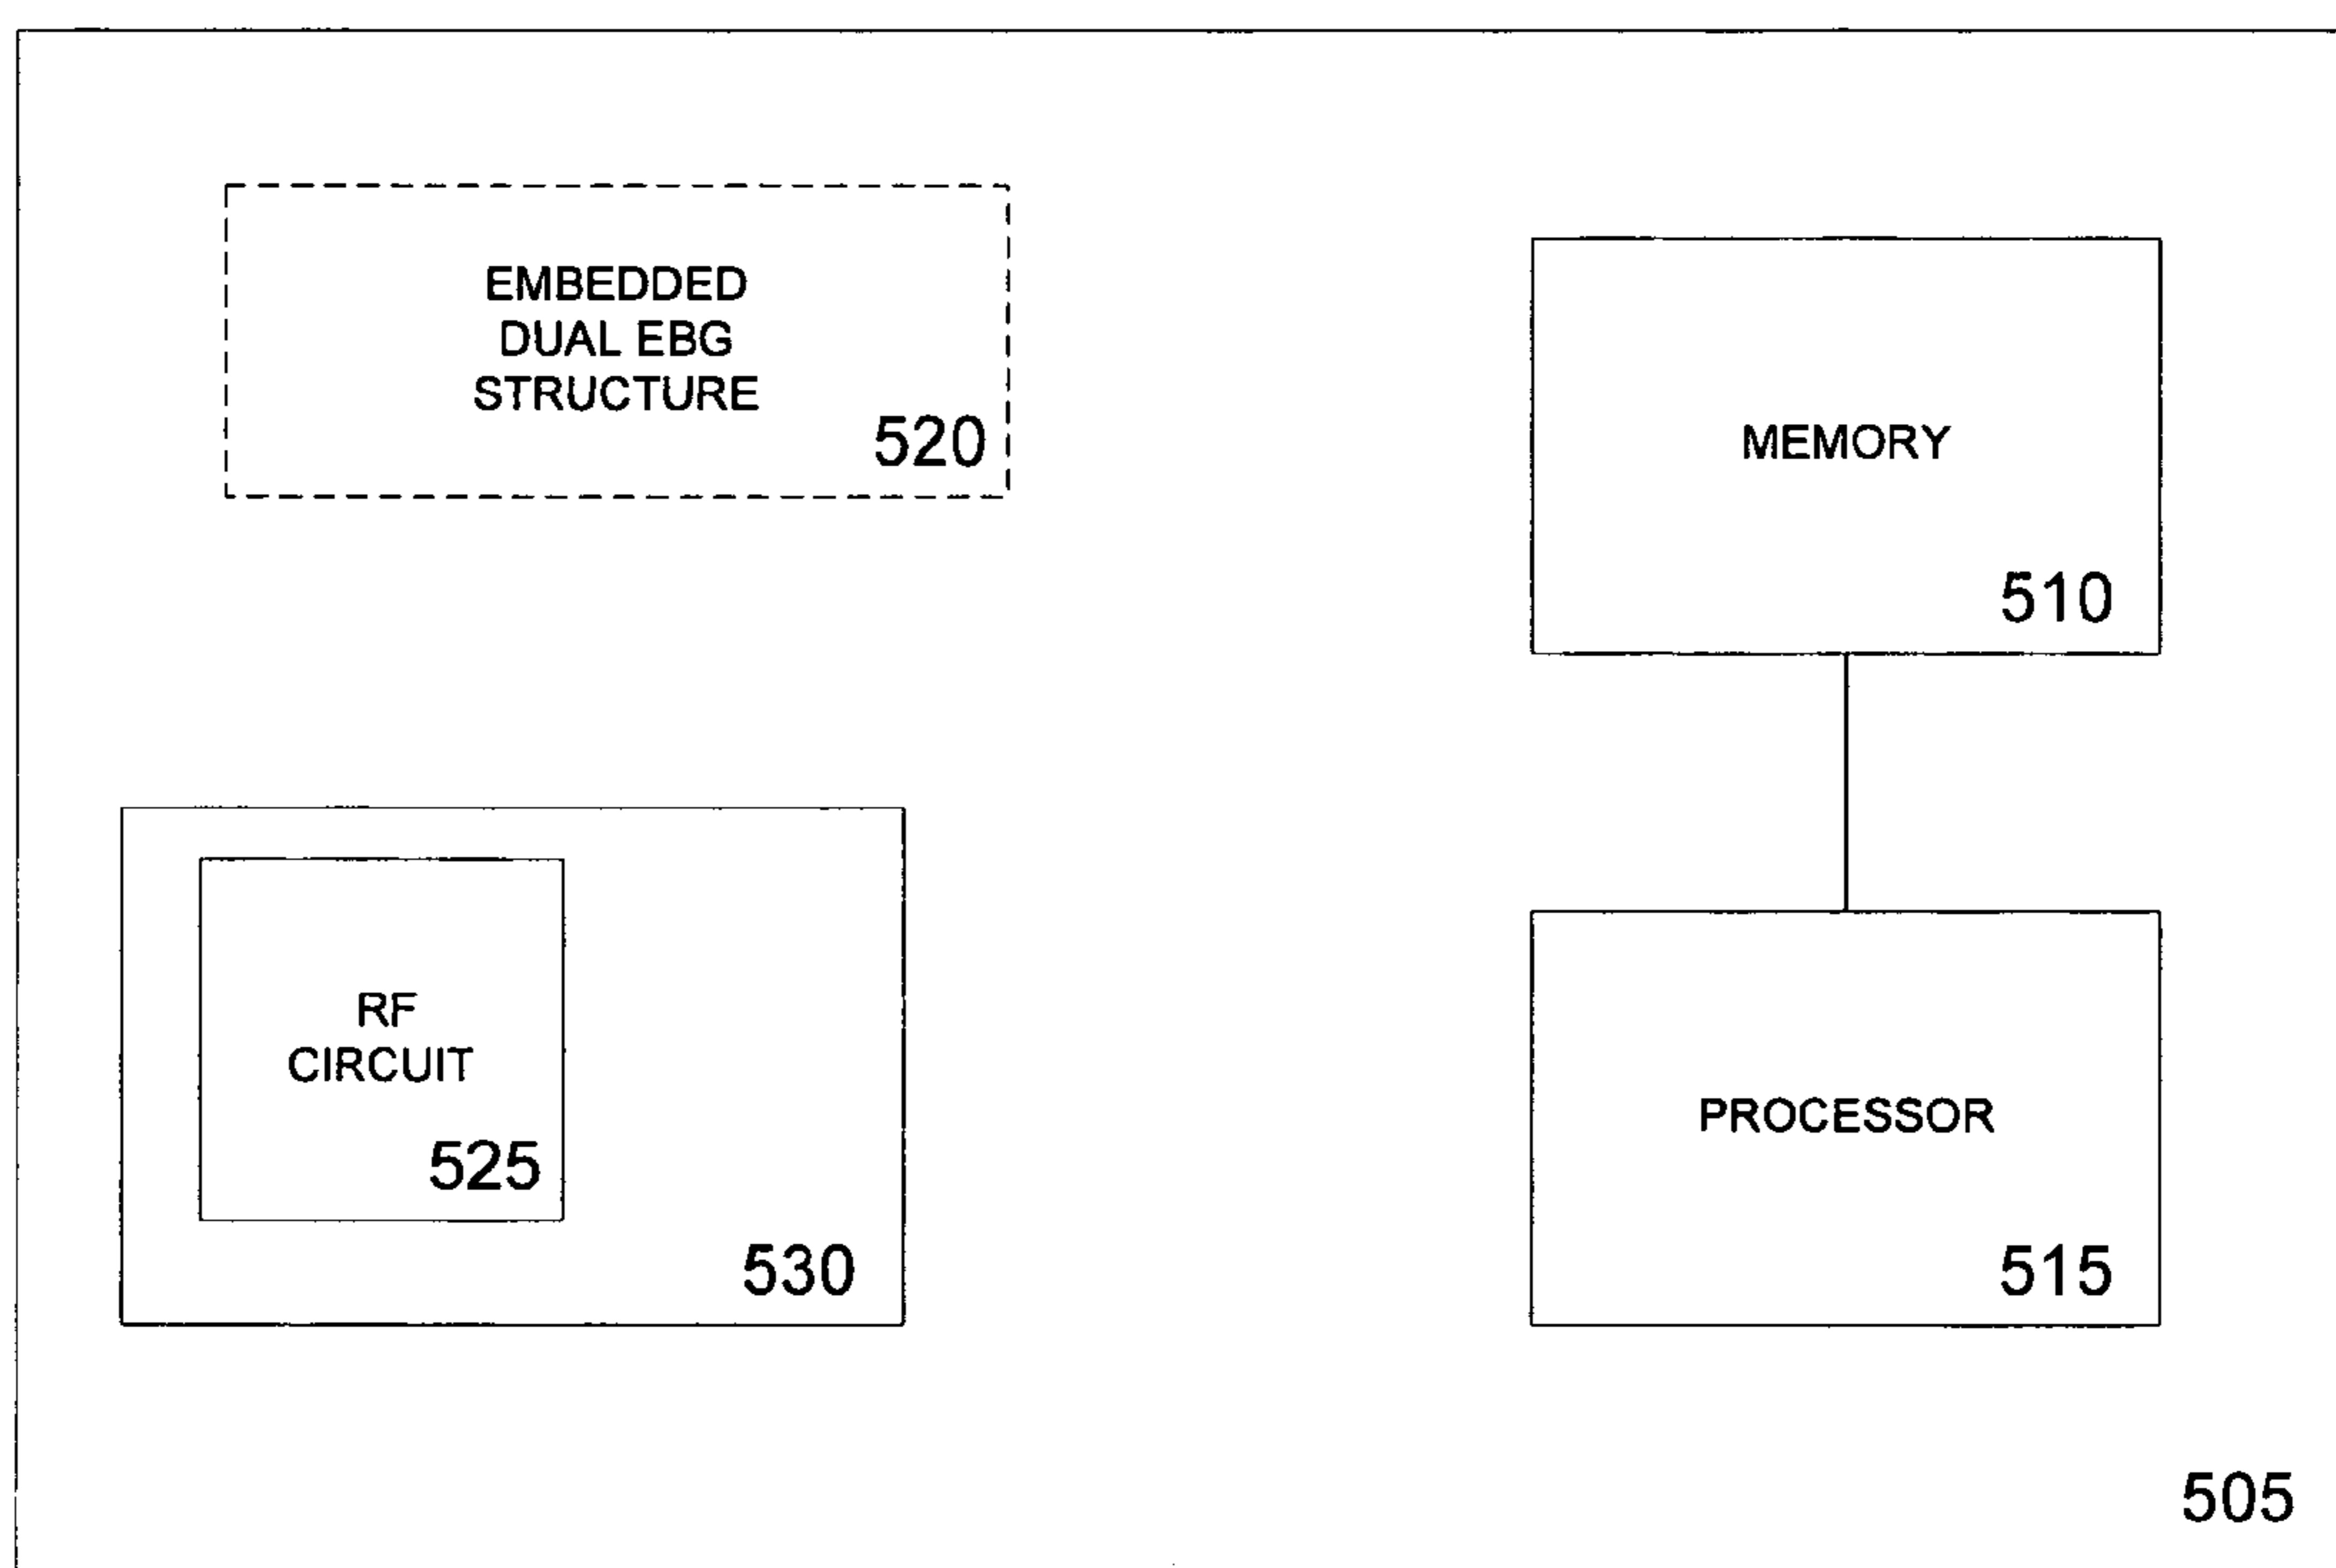 EMBEDDED
DUAL EBG
STRUCTURE
520
MEMORY
510
RF
CIRCUIT
525
530
PROCESSOR
515
505